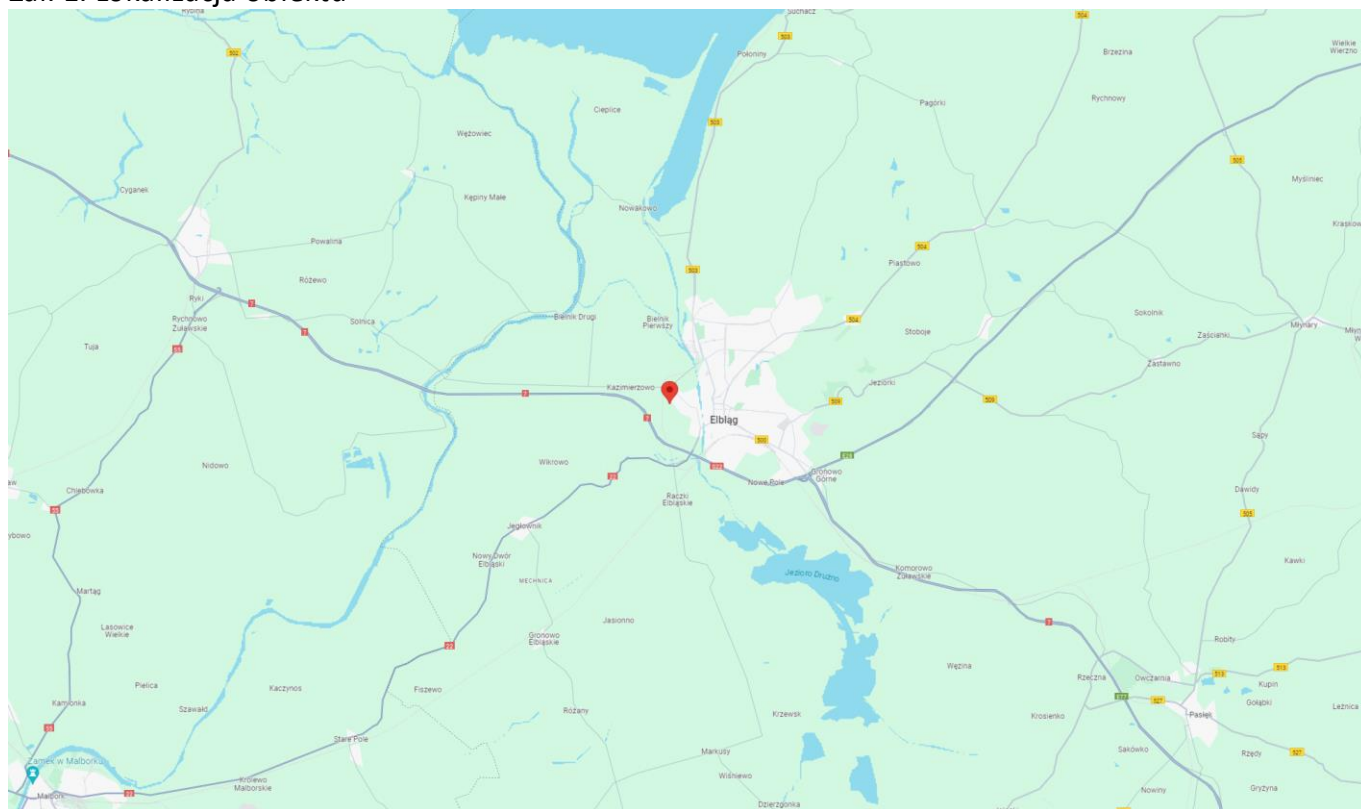 Suchacz
504
Rybina
502
503
Połoniny
Brzezina
Wielkie
Wierzno
Pagórki
Rychnowy
Cieplice
503
Wężowiec
505
Cyganek
Kępiny Małe
Myśliniec
Nowakowo
Powalina
504
Piastowo
503
Różewo
Ryki
7
Rychnowo
Żuławskie
Solnica
7
Bielnik Drugi
Bielnik
Pierwszy
504
Stoboje
Sokolnik
Zaścianki
Młynary
Tuja
55
Zastawno
Kazimierzowo
7
Jeziorki
509
509
7
Elbląg
500
Sąpy
Nidowo
Wikrowo
22
S22
E28
Gronowo
Górne
Nowe Pole
Chlebówka
55
Raczki
Elbląskie
Dawidy
505
Jegłownik
Nowy Dwór
Elbląski
Jezioro Drużno
Komorowo
Żuławskie
Kawki
MECHNICA
Martąg
7
Lasowice
Wielkie
Jasionno
Gronowo
Elbląskie
22
Robity
Węzina
513
513
Pielica
Kaczynos
Fiszewo
Rzeczna
Owczarnia
Kupin
E77
527
Gołąbki
Kamionka
Szawałd
Różany
Krzewsk
Krosienko
Pasłęk
Leźnica
55
Stare Pole
Markusy
Sakówko
Rzędy
527
Zamek w Malborku
Wiśniewo
Królewo
Malborskie
Nowiny
Gryżyna
Malbork
22
Dzierzgonka